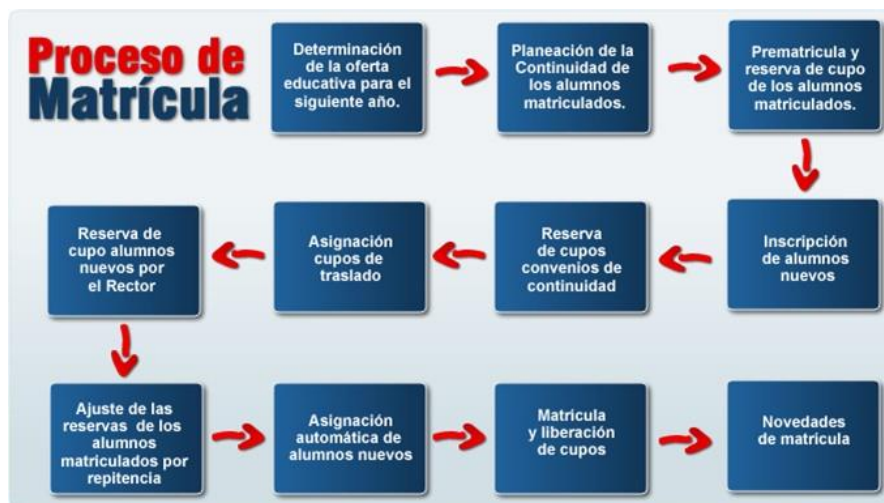 Proceso de
Matrícula
Determinación
de la oferta
educativa para el
siguiente año.
Planeación de la
Continuidad de
los alumnos
matriculados.
Prematricula y
reserva de cupo
de los alumnos
matriculados.
Inscripción
de alumnos
nuevos
Reserva
de cupos
convenios de
continuidad
Asignación
cupos de
traslado
Reserva de
cupo alumnos
nuevos por
el Rector
Ajuste de las
reservas de los
alumnos
matriculados por
repitencia
Asignación
automática de
alumnos nuevos
Matricula
y liberación
de cupos
Novedades
de matrícula